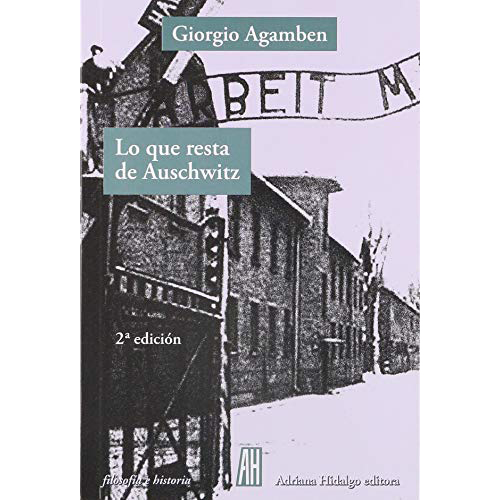 Giorgio Agamben
ARBEIT M
Lo que resta
de Auschwitz
2ª edición
AH
filosofía e historia
Adriana Hidalgo editora